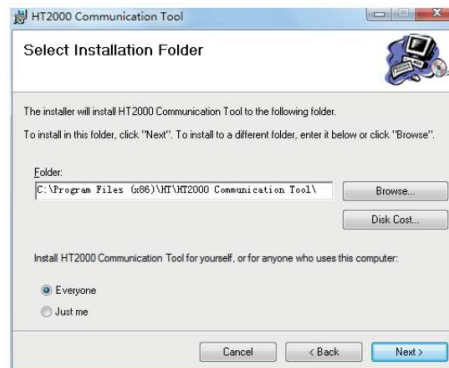 HT2000 Communication Tool
Select Installation Folder
The installer will install HT2000 Communication Tool to the following folder.
To install in this folder, click "Next". To install to a different folder, enter it below or click "Browse".
Folder:
C:\Program Files (x86)\HT\HT2000 Communication Tool\
Browse...
Disk Cost...
Install HT2000 Communication Tool for yourself, or for anyone who uses this computer:
Everyone
Just me
Cancel
< Back
Next >